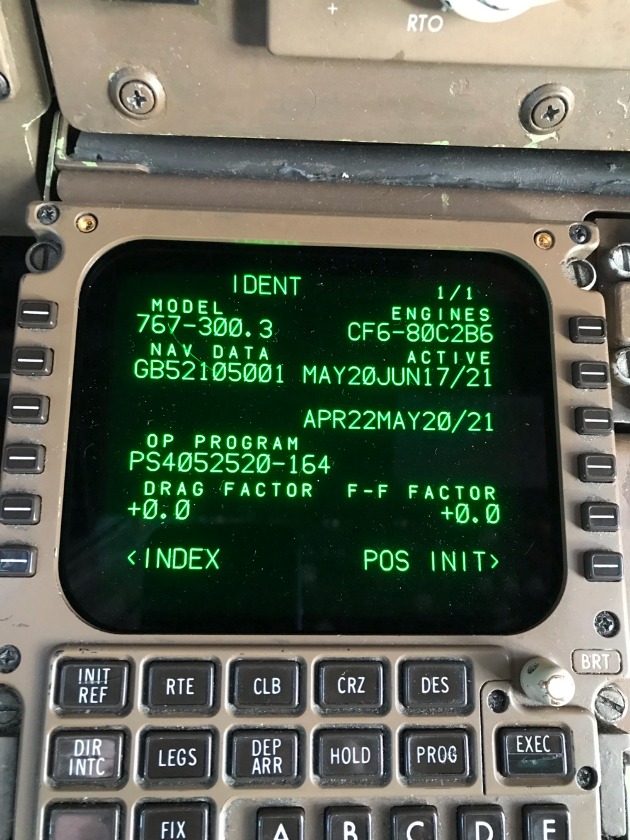 RTO
IDENT 1/1
MODEL ENGINES
767-300.3 CF6-80C2B6
NAV DATA ACTIVE
GB52105001 MAY20JUN17/21
APR22MAY20/21
OP PROGRAM
PS4052520-164
DRAG FACTOR F-F FACTOR
+0.0 +0.0
<INDEX POS INIT>
BRT
INIT REF RTE CLB CRZ DES
DIR INTC LEGS DEP ARR HOLD PROG EXEC
FIX A B C D E